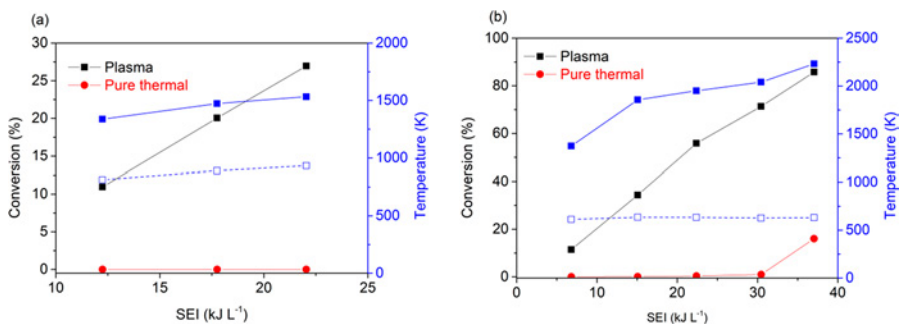 (a)
Plasma
Pure thermal
30
25
20
15
10
5
0
Conversion (%)
10
15
20
25
SEI (kJ L⁻¹)
2000
1500
1000
500
0
Temperature (K)
(b)
Plasma
Pure thermal
100
80
60
40
20
0
Conversion (%)
0
10
20
30
40
SEI (kJ L⁻¹)
2500
2000
1500
1000
500
0
Temperature (K)